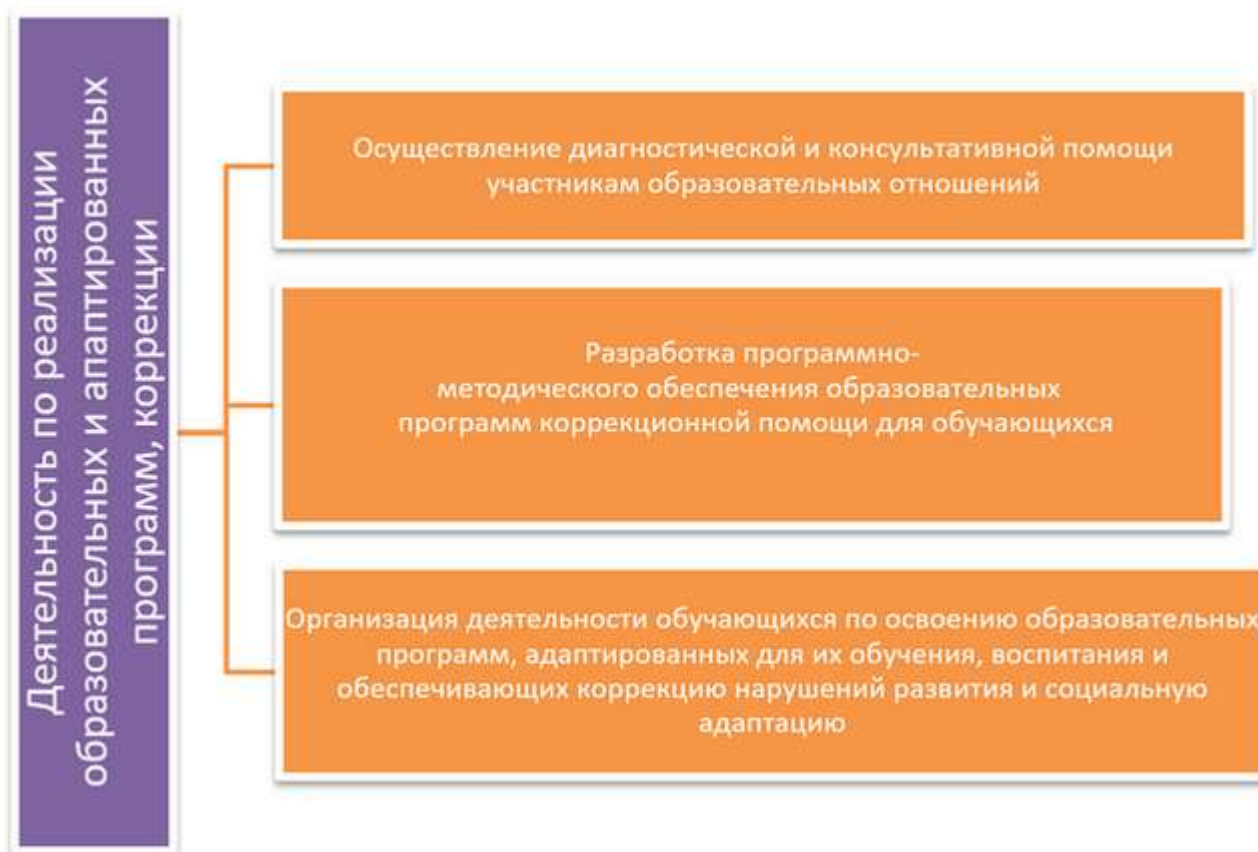 Деятельность по реализации
образовательных и апаптированных
программ, коррекции
Осуществление диагностической и консультативной помощи
участникам образовательных отношений
Разработка программно-
методического обеспечения образовательных
программ коррекционной помощи для обучающихся
Организация деятельности обучающихся по освоению образовательных
программ, адаптированных для их обучения, воспитания и
обеспечивающих коррекцию нарушений развития и социальную
адаптацию